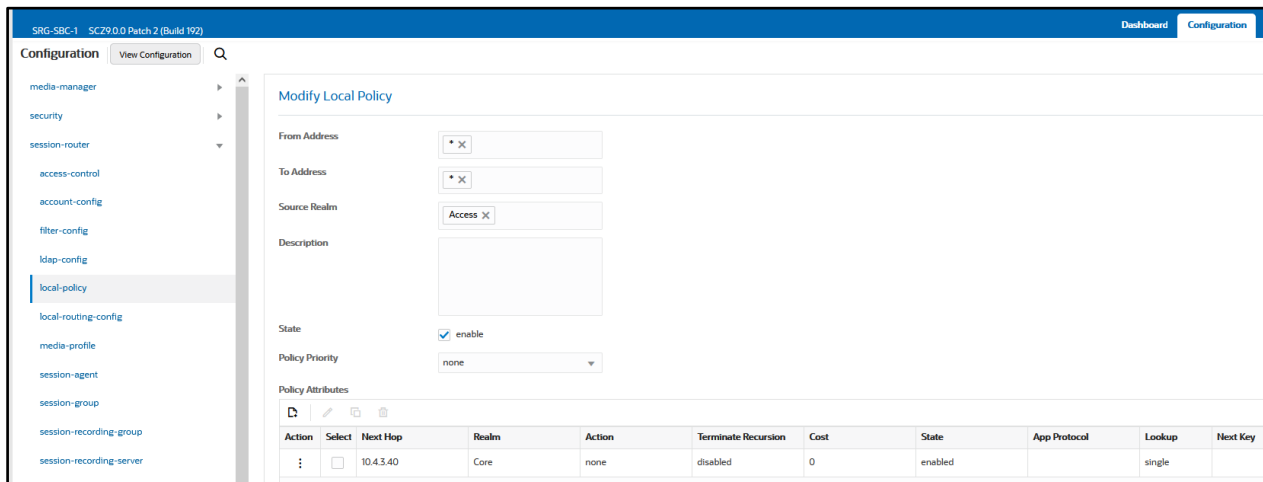 SRG-SBC-1 SCZ9.0.0 Patch 2 (Build 192)
Dashboard Configuration
Configuration View Configuration
media-manager
security
session-router
access-control
account-config
filter-config
ldap-config
local-policy
local-routing-config
media-profile
session-agent
session-group
session-recording-group
session-recording-server
Modify Local Policy
From Address
*
To Address
*
Source Realm
Access
Description
State
enable
Policy Priority
none
Policy Attributes
Action Select Next Hop Realm Action Terminate Recursion Cost State App Protocol Lookup Next Key
10.4.3.40 Core none disabled 0 enabled single